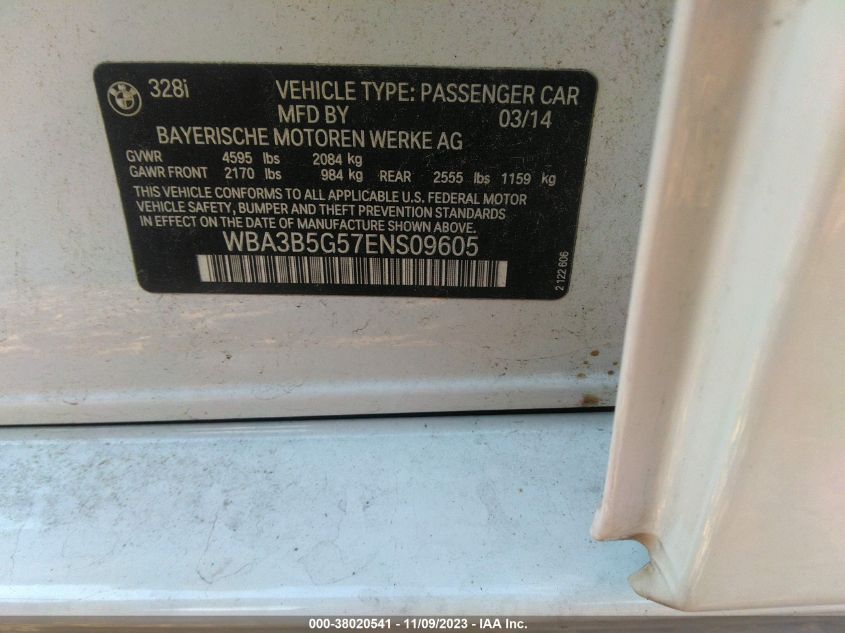 328i VEHICLE TYPE: PASSENGER CAR
MFD BY 03/14
BAYERISCHE MOTOREN WERKE AG
GVWR 4595 lbs 2084 kg
GAWR FRONT 2170 lbs 984 kg REAR 2555 lbs 1159 kg
THIS VEHICLE CONFORMS TO ALL APPLICABLE U.S. FEDERAL MOTOR
VEHICLE SAFETY, BUMPER AND THEFT PREVENTION STANDARDS
IN EFFECT ON THE DATE OF MANUFACTURE SHOWN ABOVE.
WBA3B5G57ENS09605
2 122 606
000-38020541 - 11/09/2023 - IAA Inc.